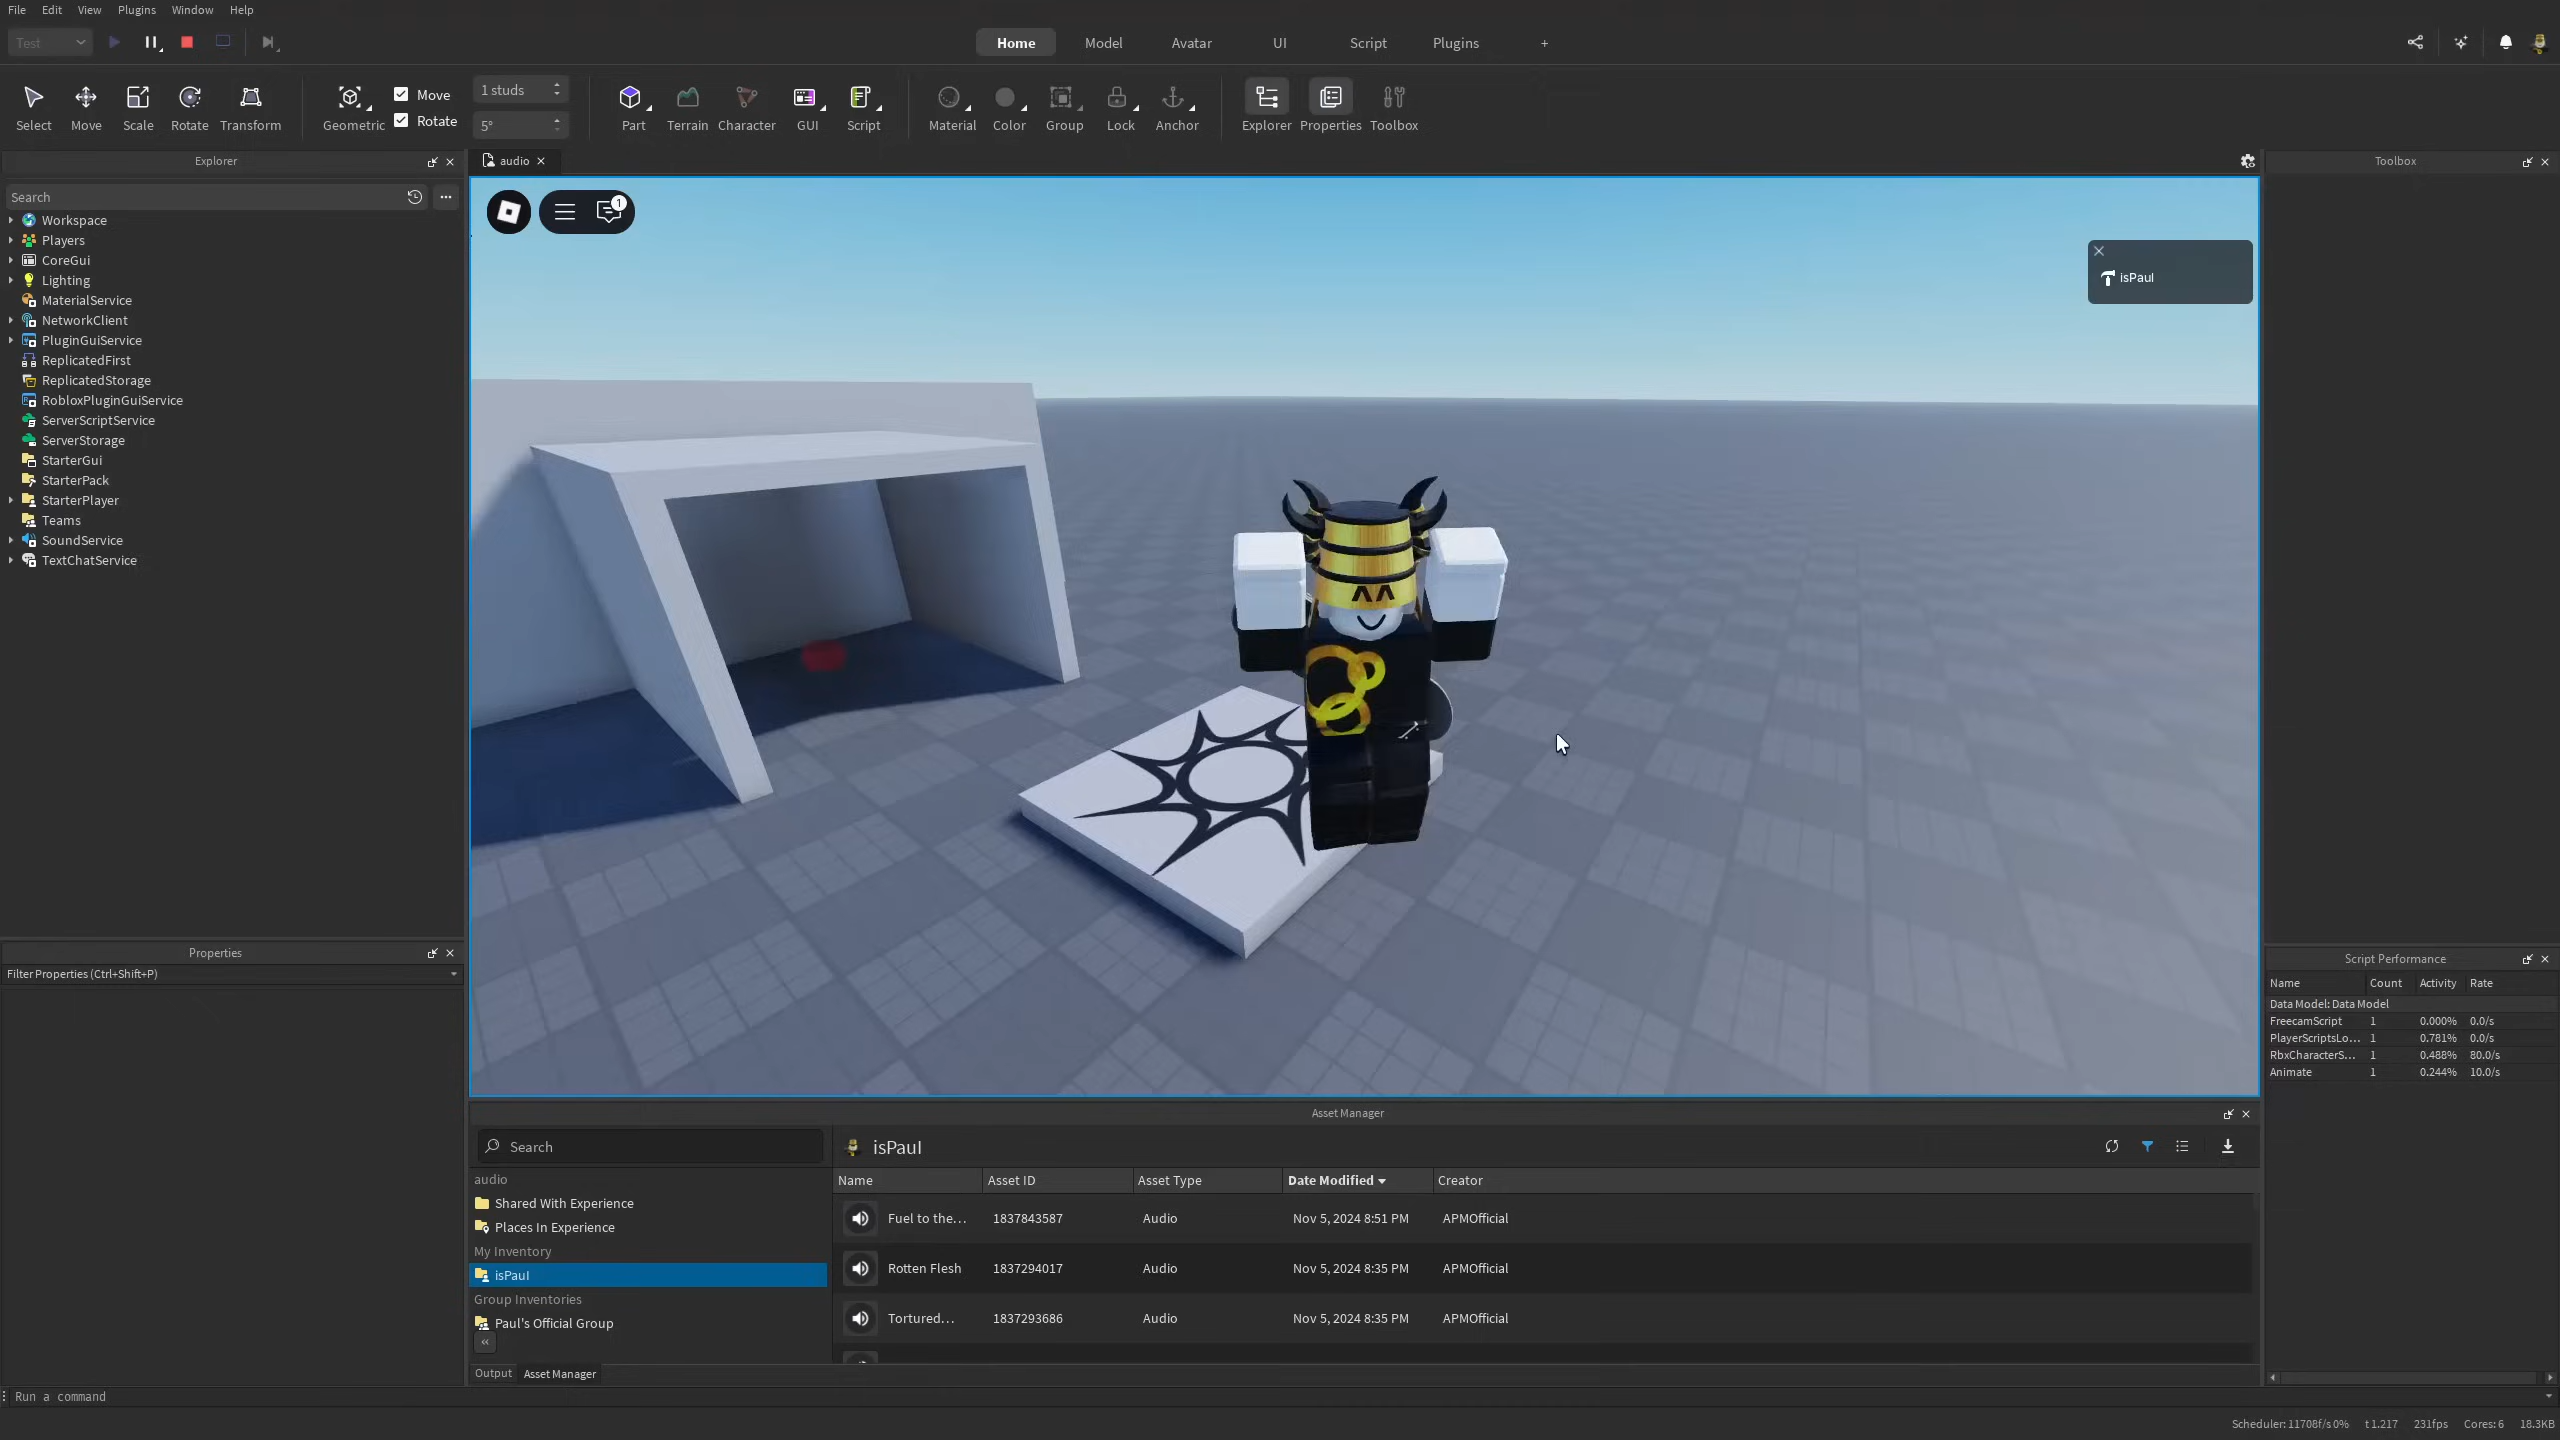 File Edit View Plugins Window Help
Test
Home Model Avatar UI Script Plugins +
Select Move Scale Rotate Transform Geometric Move Rotate 1 studs 5° Part Terrain Character GUI Script Material Color Group Lock Anchor Explorer Properties Toolbox
Explorer
Search
Workspace
Players
CoreGui
Lighting
MaterialService
NetworkClient
PluginGuiService
ReplicatedFirst
ReplicatedStorage
RobloxPluginGuiService
ServerScriptService
ServerStorage
StarterGui
StarterPack
StarterPlayer
Teams
SoundService
TextChatService
Properties
Filter Properties (Ctrl+Shift+P)
audio
1
isPaul
Toolbox
Script Performance
Name Count Activity Rate
Data Model: Data Model
FreecamScript 1 0.000% 0.0/s
PlayerScriptsLo... 1 0.781% 0.0/s
RbxCharacterS... 1 0.488% 80.0/s
Animate 1 0.244% 10.0/s
Asset Manager
Search
audio
Shared With Experience
Places In Experience
My Inventory
isPaul
Group Inventories
Paul's Official Group
«
isPaul
Name Asset ID Asset Type Date Modified Creator
Fuel to the... 1837843587 Audio Nov 5, 2024 8:51 PM APMOfficial
Rotten Flesh 1837294017 Audio Nov 5, 2024 8:35 PM APMOfficial
Tortured... 1837293686 Audio Nov 5, 2024 8:35 PM APMOfficial
Output Asset Manager
Run a command
Scheduler: 11708f/s 0% t 1.217 231fps Cores: 6 18.3KB